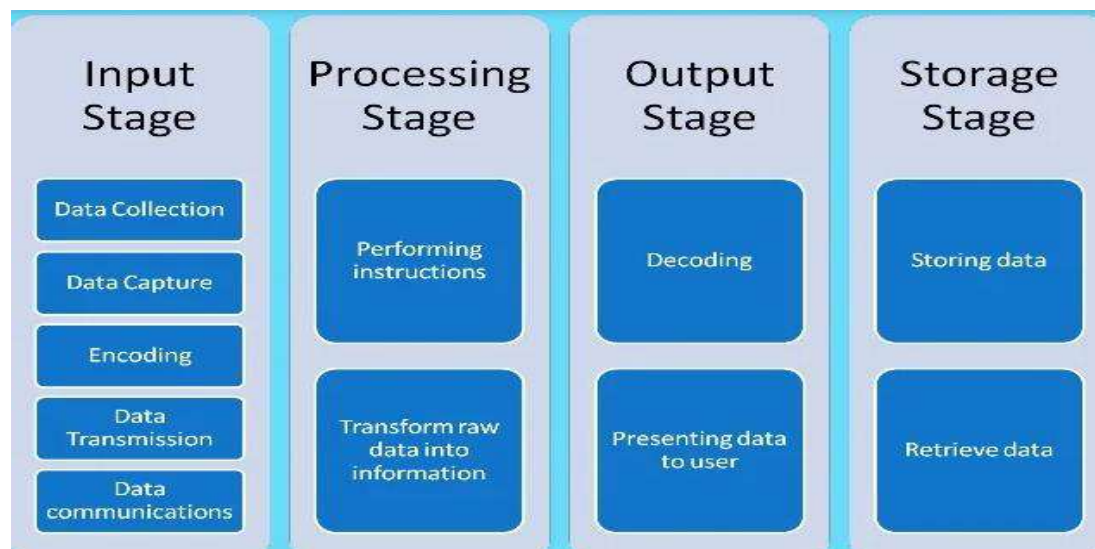 Input
Stage
Data Collection
Data Capture
Encoding
Data
Transmission
Data
communications
Processing
Stage
Performing
instructions
Transform raw
data into
information
Output
Stage
Decoding
Presenting data
to user
Storage
Stage
Storing data
Retrieve data